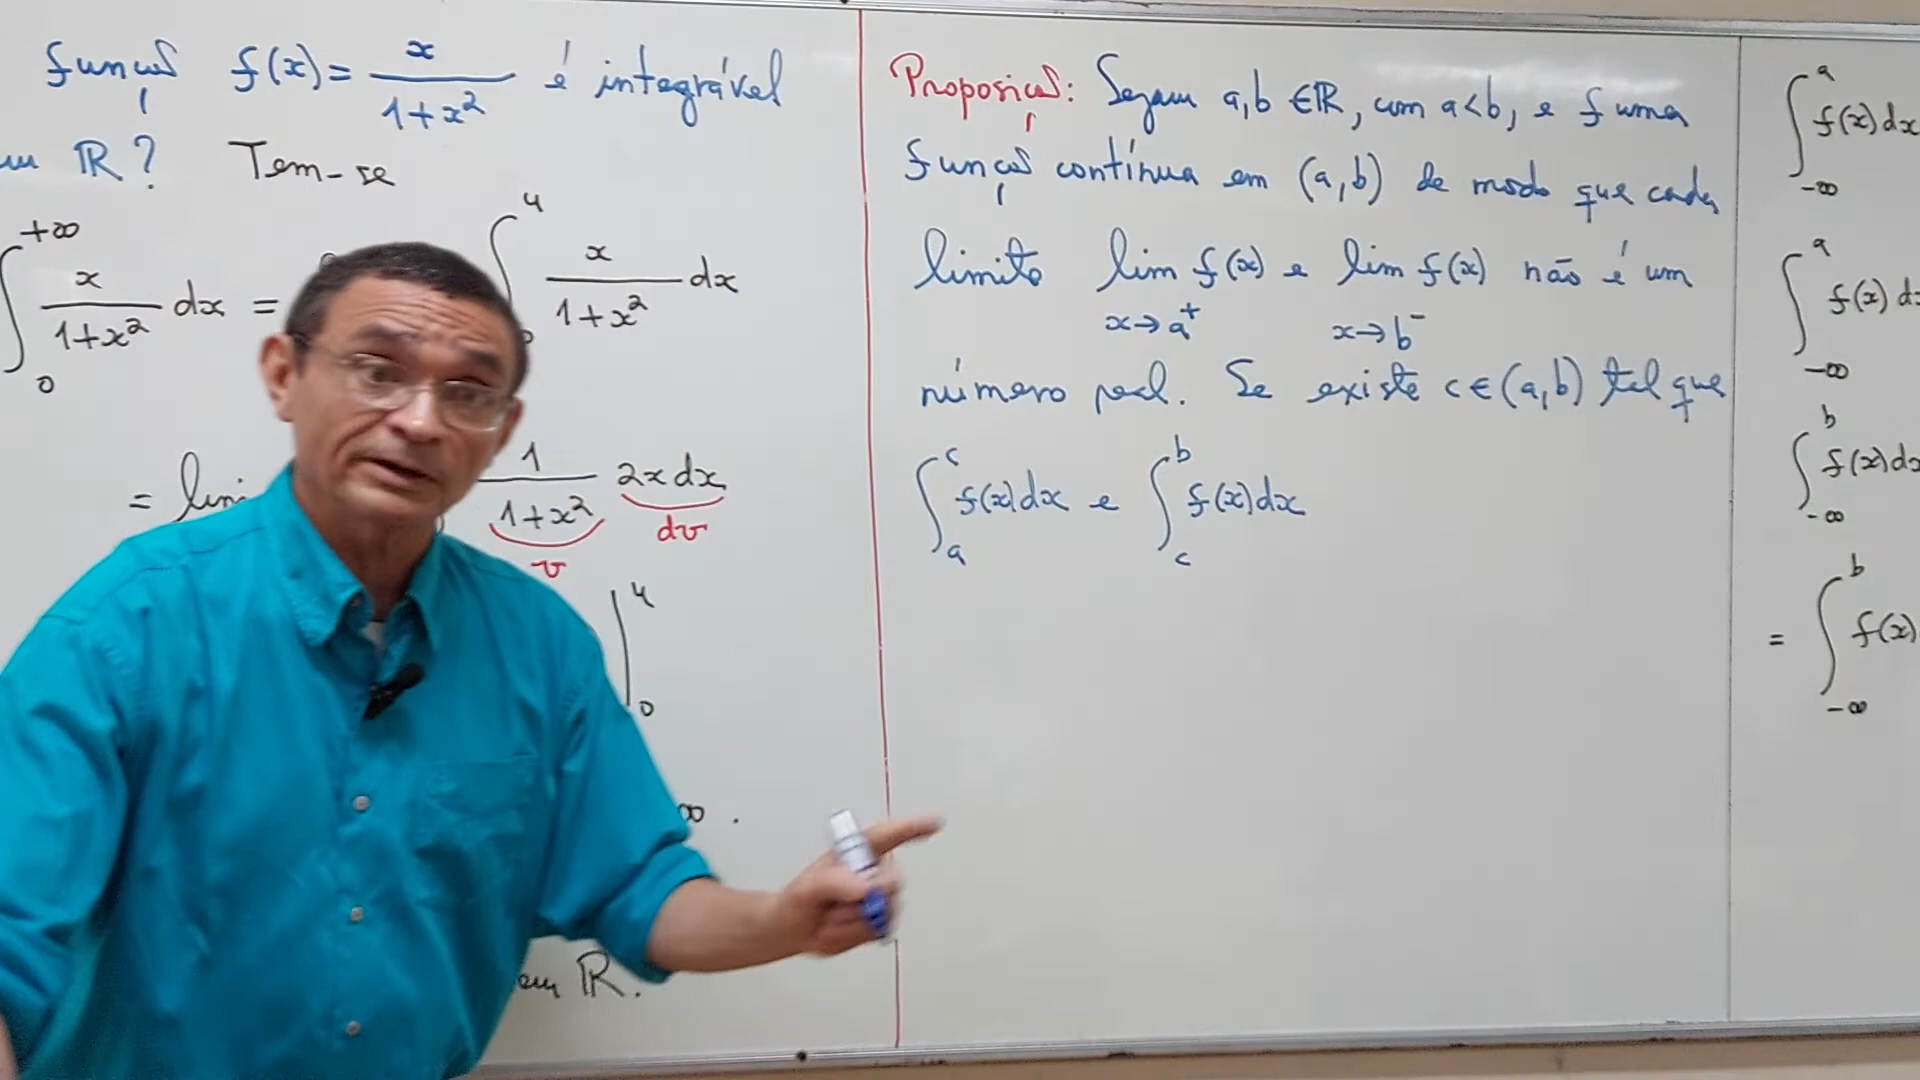 função f(x) = x/(1+x²) é integrável
em ℝ? Tem-se
∫₀^{+∞} x/(1+x²) dx = ∫₀^u x/(1+x²) dx
= lim 1/(1+x²) 2x dx
v dv
|₀^u
∞.
em ℝ.
Proposição: Sejam a,b ∈ ℝ, com a<b, e f uma
função contínua em (a,b) de modo que cada
limite lim_{x→a⁺} f(x) e lim_{x→b⁻} f(x) não é um
número real. Se existe c ∈ (a,b) tal que
∫_a^c f(x)dx e ∫_c^b f(x)dx
∫_{-∞}^a f(x)dx
∫_{-∞}^a f(x)d
∫_{-∞}^b f(x)dx
= ∫_{-∞}^b f(x)